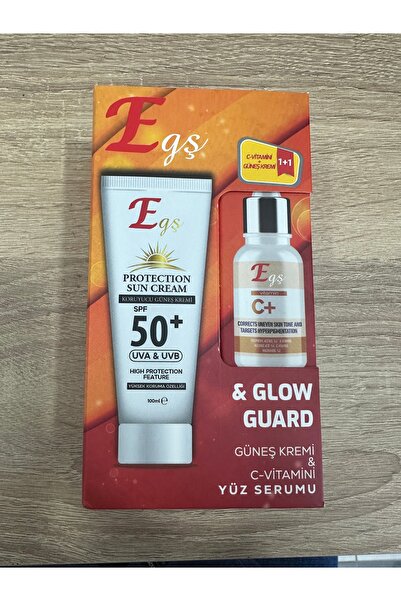 Egş
C-VİTAMİNİ
+
GÜNEŞ KREMİ
1+1
Egş
PROTECTION
SUN CREAM
KORUYUCU GÜNEŞ KREMİ
SPF
50+
UVA & UVB
HIGH PROTECTION
FEATURE
YÜKSEK KORUMA ÖZELLİĞİ
100ml e
Egş
vitamin
C+
CORRECTS UNEVEN SKIN TONE AND
TARGETS HYPERPIGMENTATION
& GLOW
GUARD
GÜNEŞ KREMİ
&
C-VİTAMİNİ
YÜZ SERUMU